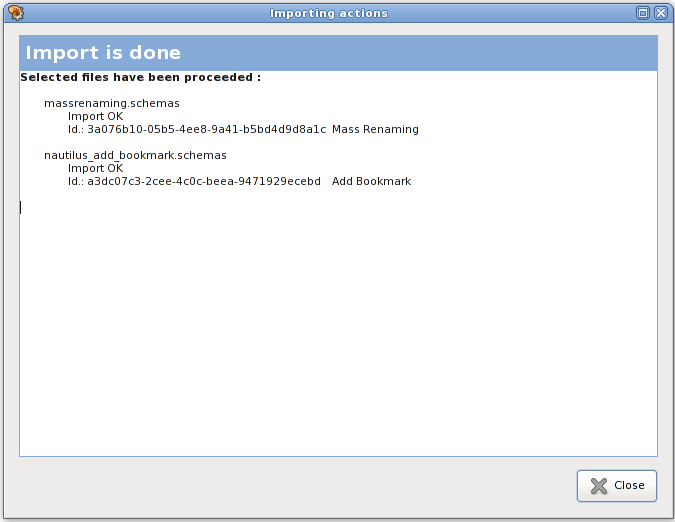 Importing actions
Import is done
Selected files have been proceeded :
massrenaming.schemas
Import OK
Id.: 3a076b10-05b5-4ee8-9a41-b5bd4d9d8a1c Mass Renaming
nautilus_add_bookmark.schemas
Import OK
Id.: a3dc07c3-2cee-4c0c-beea-9471929ecebd Add Bookmark
Close